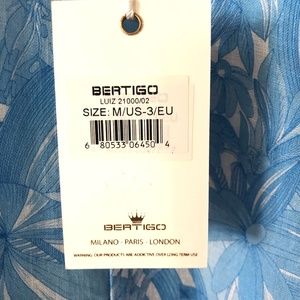 BERTIGO
LUIZ 21000/02
SIZE: M/US-3/EU
6 80533 06450 4
BERTIGO
MILANO · PARIS · LONDON
WARNING: OUR PRODUCTS ARE ADDICTIVE OVER LONG TERM USE